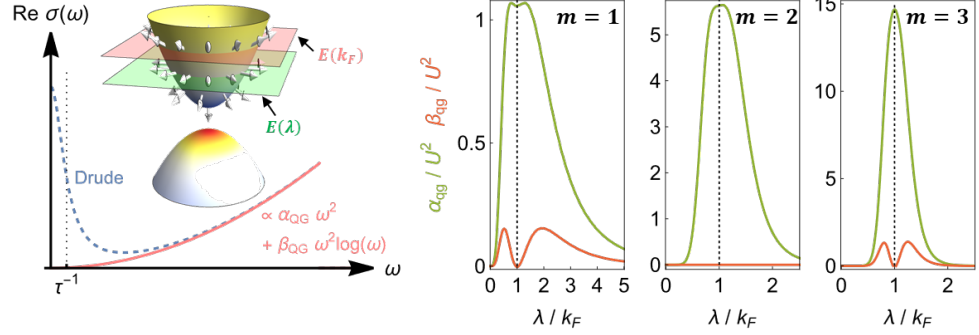 Re σ(ω)
E(k_F)
E(λ)
Drude
∝ α_QG ω²
+ β_QG ω²log(ω)
τ⁻¹
ω
α_qg / U² β_qg / U²
m = 1
1
0.5
0
0 1 2 3 4 5
λ / k_F
m = 2
5
4
3
2
1
0
0 1 2
λ / k_F
m = 3
15
10
5
0
0 1 2
λ / k_F